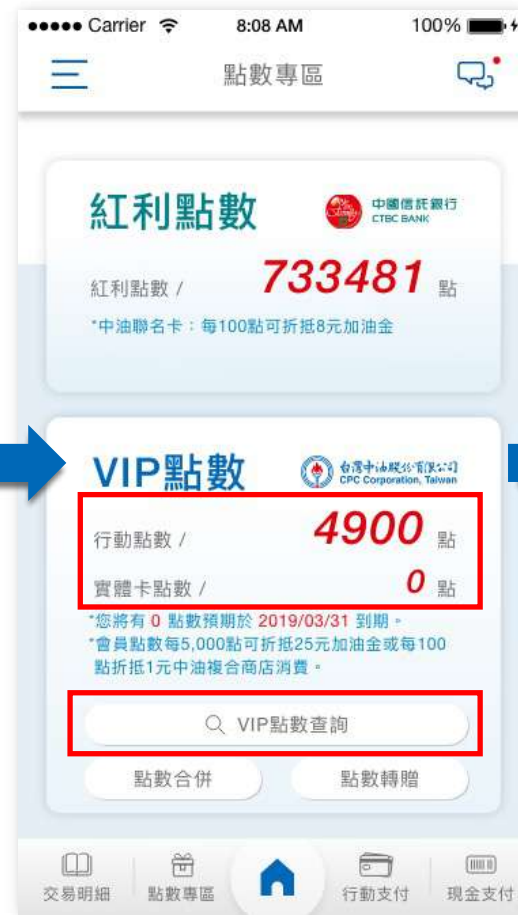 Carrier 8:08 AM 100%
點數專區
紅利點數
中國信託銀行
CTBC BANK
紅利點數 / 733481 點
*中油聯名卡：每100點可折抵8元加油金
VIP點數
台灣中油股份有限公司
CPC Corporation, Taiwan
行動點數 / 4900 點
實體卡點數 / 0 點
*您將有 0 點數預期於 2019/03/31 到期。
*會員點數每5,000點可折抵25元加油金或每100
點折抵1元中油複合商店消費。
VIP點數查詢
點數合併 點數轉贈
交易明細 點數專區 行動支付 現金支付